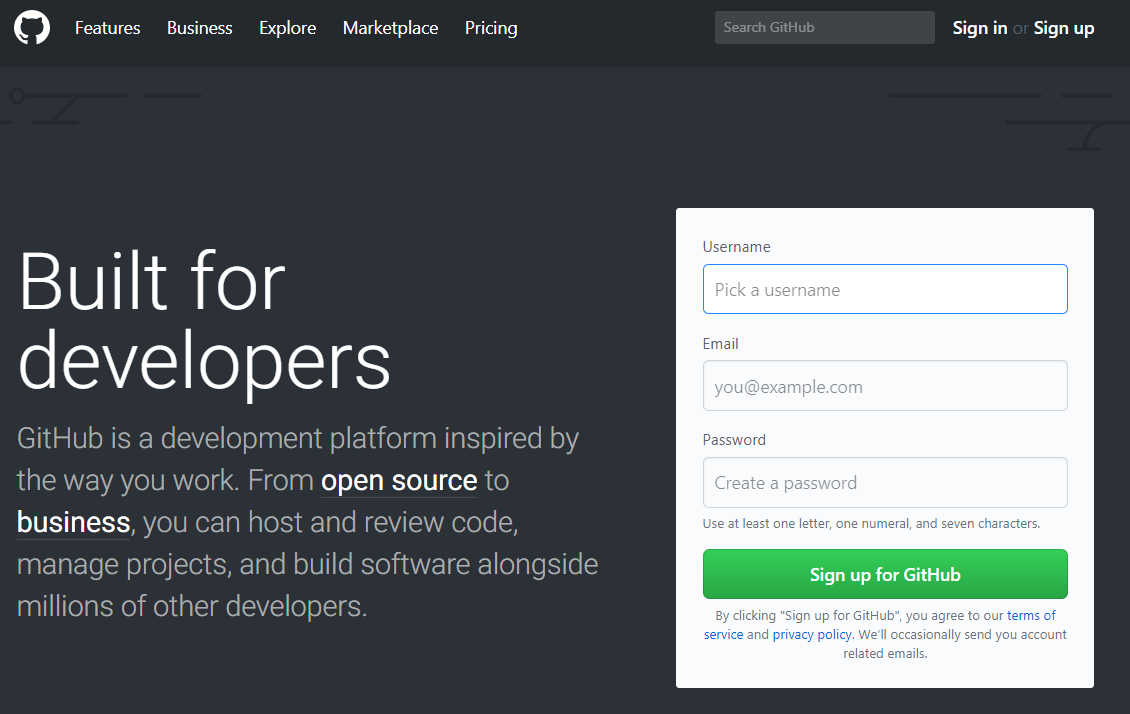 Features Business Explore Marketplace Pricing Search GitHub Sign in or Sign up
Built for
developers
GitHub is a development platform inspired by
the way you work. From open source to
business, you can host and review code,
manage projects, and build software alongside
millions of other developers.
Username
Pick a username
Email
you@example.com
Password
Create a password
Use at least one letter, one numeral, and seven characters.
Sign up for GitHub
By clicking "Sign up for GitHub", you agree to our terms of
service and privacy policy. We’ll occasionally send you account
related emails.